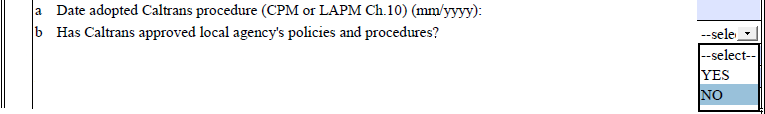 a Date adopted Caltrans procedure (CPM or LAPM Ch.10) (mm/yyyy):
b Has Caltrans approved local agency's policies and procedures?
--sele
--select--
YES
NO